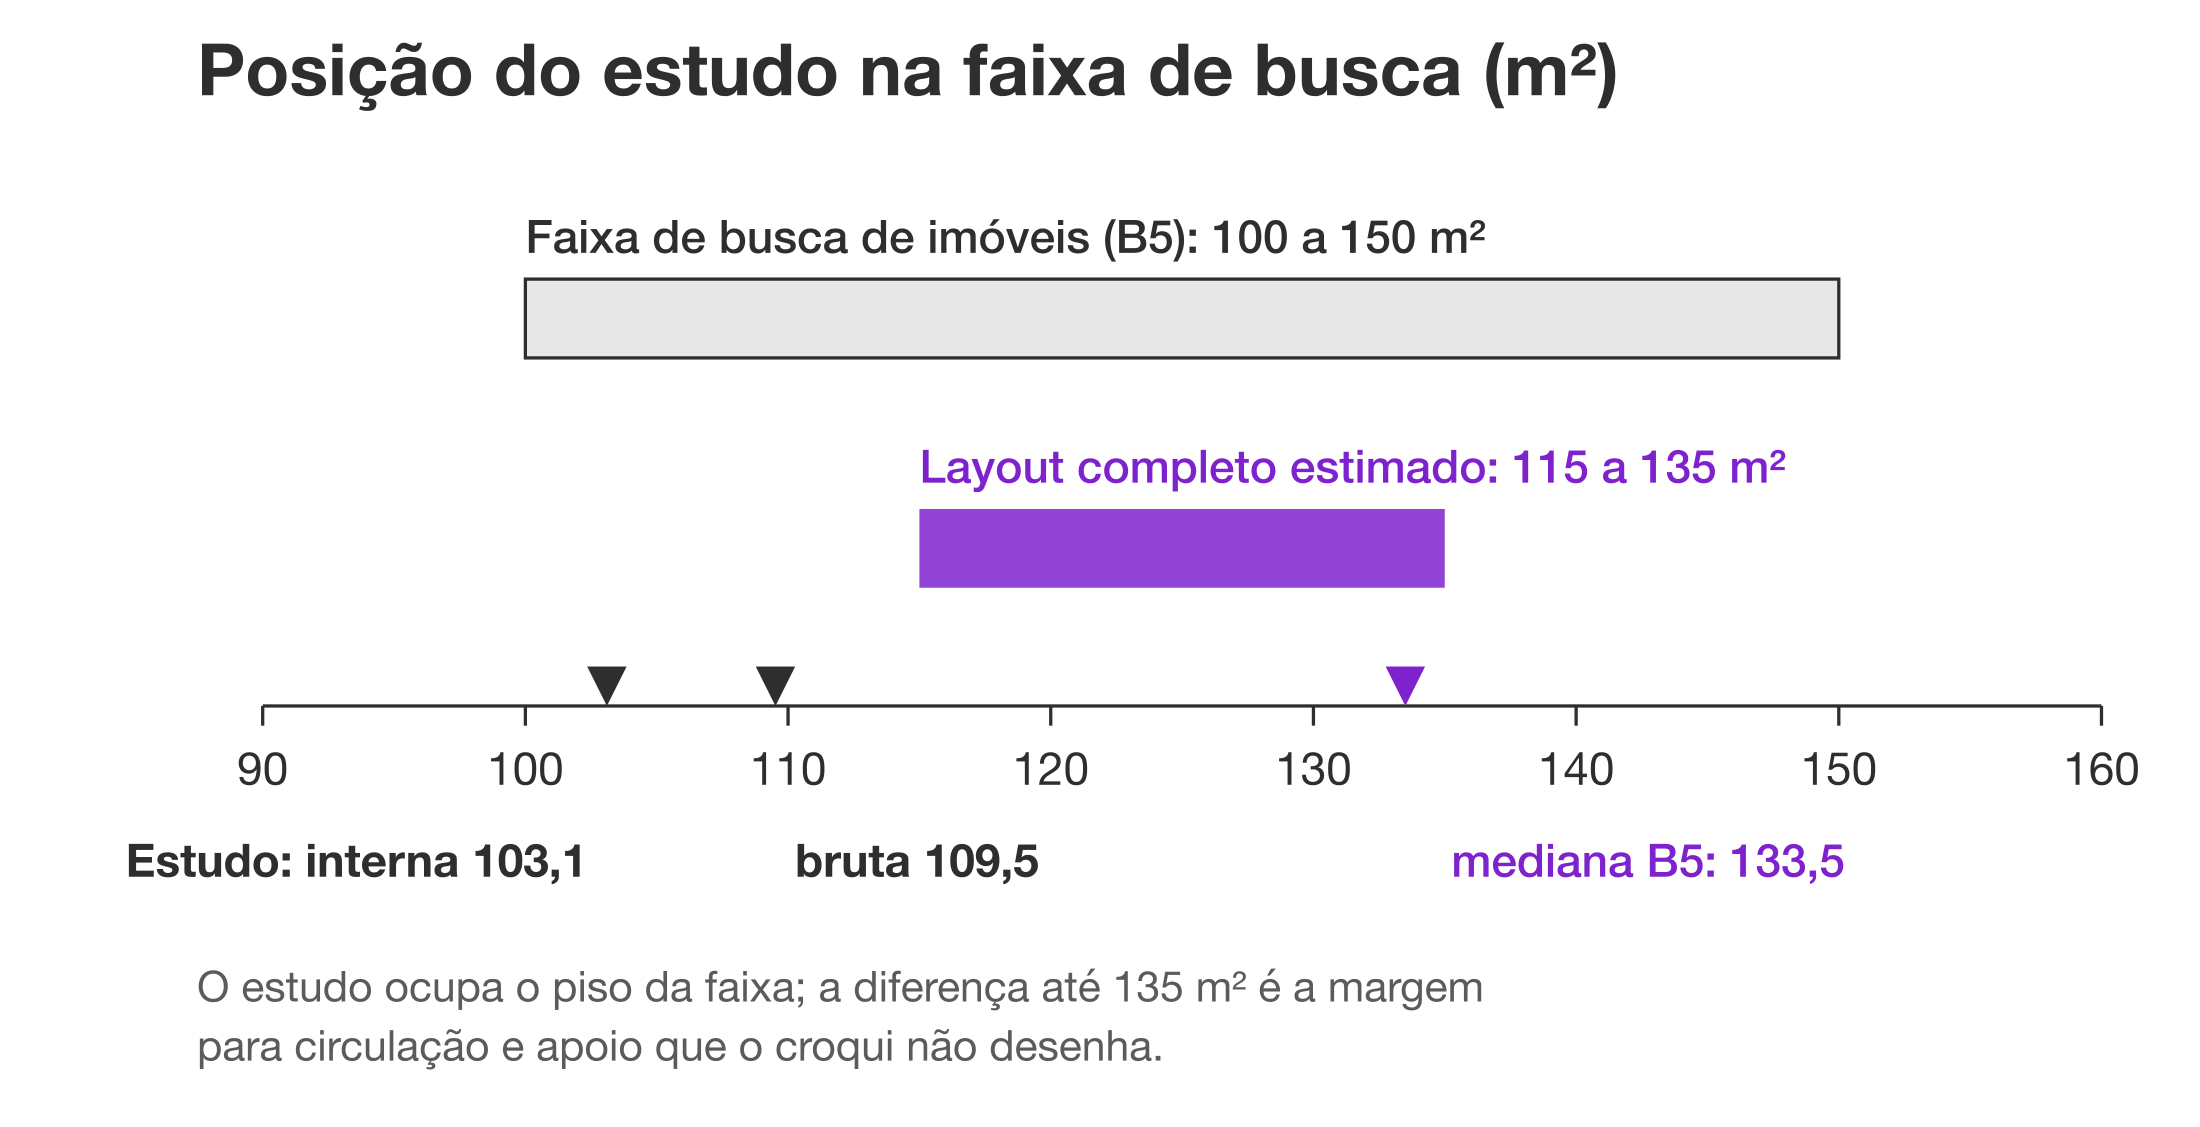 Posição do estudo na faixa de busca (m²)
Faixa de busca de imóveis (B5): 100 a 150 m²
Layout completo estimado: 115 a 135 m²
90 100 110 120 130 140 150 160
Estudo: interna 103,1 bruta 109,5 mediana B5: 133,5
O estudo ocupa o piso da faixa; a diferença até 135 m² é a margem
para circulação e apoio que o croqui não desenha.